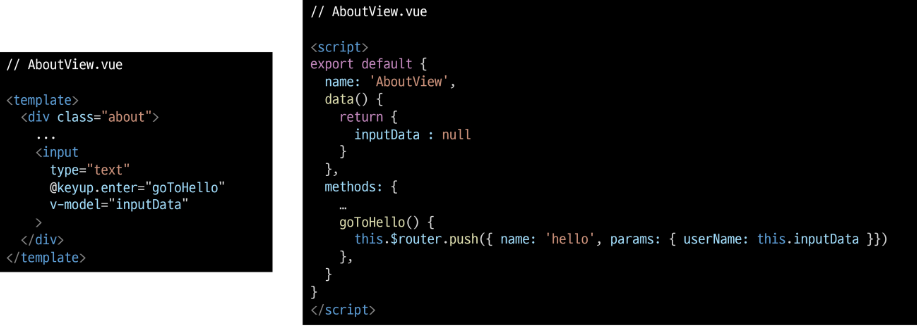 // AboutView.vue
<template>
<div class="about">
...
<input
type="text"
@keyup.enter="goToHello"
v-model="inputData"
>
</div>
</template>
// AboutView.vue
<script>
export default {
name: 'AboutView',
data() {
return {
inputData : null
}
},
methods: {
…
goToHello() {
this.$router.push({ name: 'hello', params: { userName: this.inputData }})
},
}
}
</script>